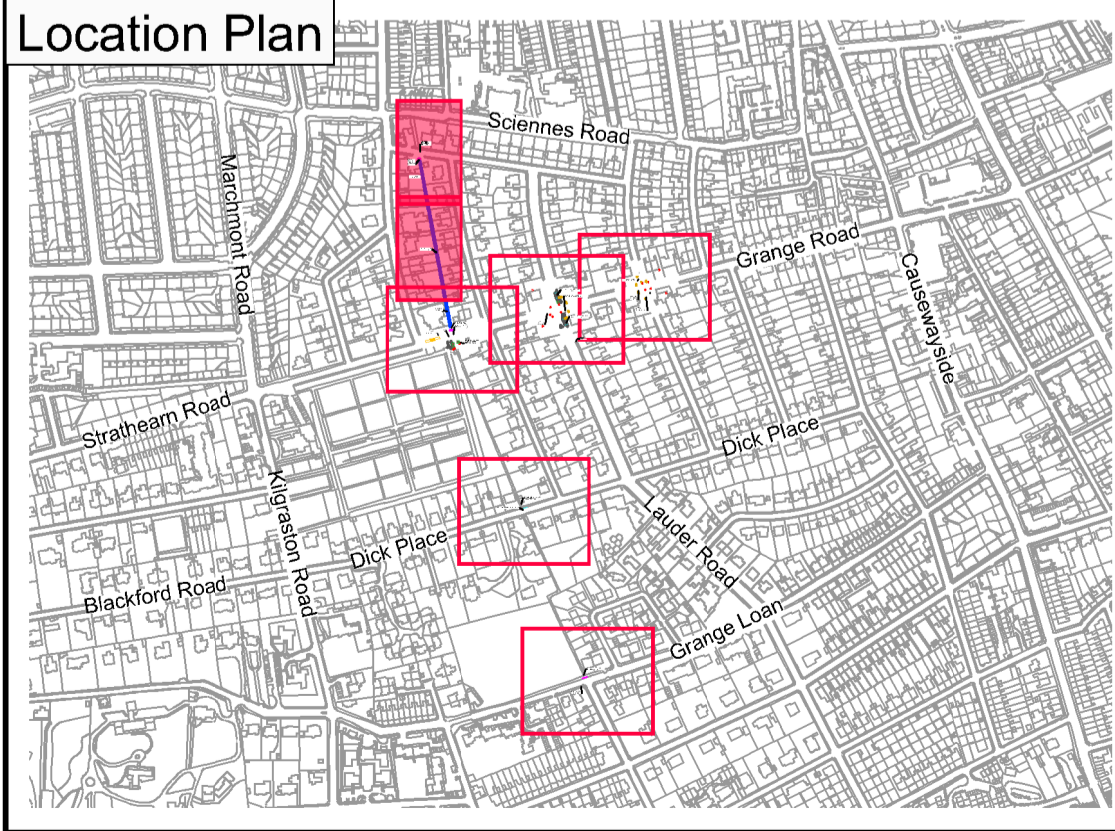 Location Plan
Sciennes Road
Marchmont Road
Grange Road
Causewayside
Strathearn Road
Dick Place
Kilgraston Road
Lauder Road
Dick Place
Blackford Road
Grange Loan